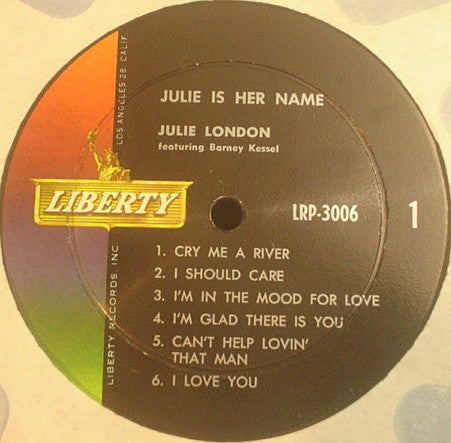 JULIE IS HER NAME
JULIE LONDON
featuring Barney Kessel
LIBERTY
LRP-3006
1
1. CRY ME A RIVER
2. I SHOULD CARE
3. I'M IN THE MOOD FOR LOVE
4. I'M GLAD THERE IS YOU
5. CAN'T HELP LOVIN'
THAT MAN
6. I LOVE YOU
LIBERTY RECORDS INC.
LOS ANGELES 28, CALIF.